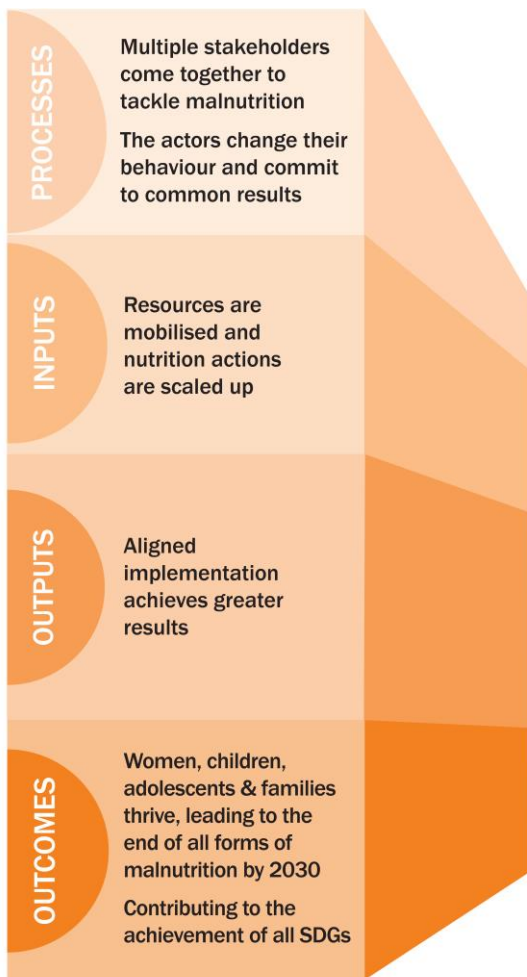 PROCESSES
Multiple stakeholders
come together to
tackle malnutrition
The actors change their
behaviour and commit
to common results
INPUTS
Resources are
mobilised and
nutrition actions
are scaled up
OUTPUTS
Aligned
implementation
achieves greater
results
OUTCOMES
Women, children,
adolescents & families
thrive, leading to the
end of all forms of
malnutrition by 2030
Contributing to the
achievement of all SDGs